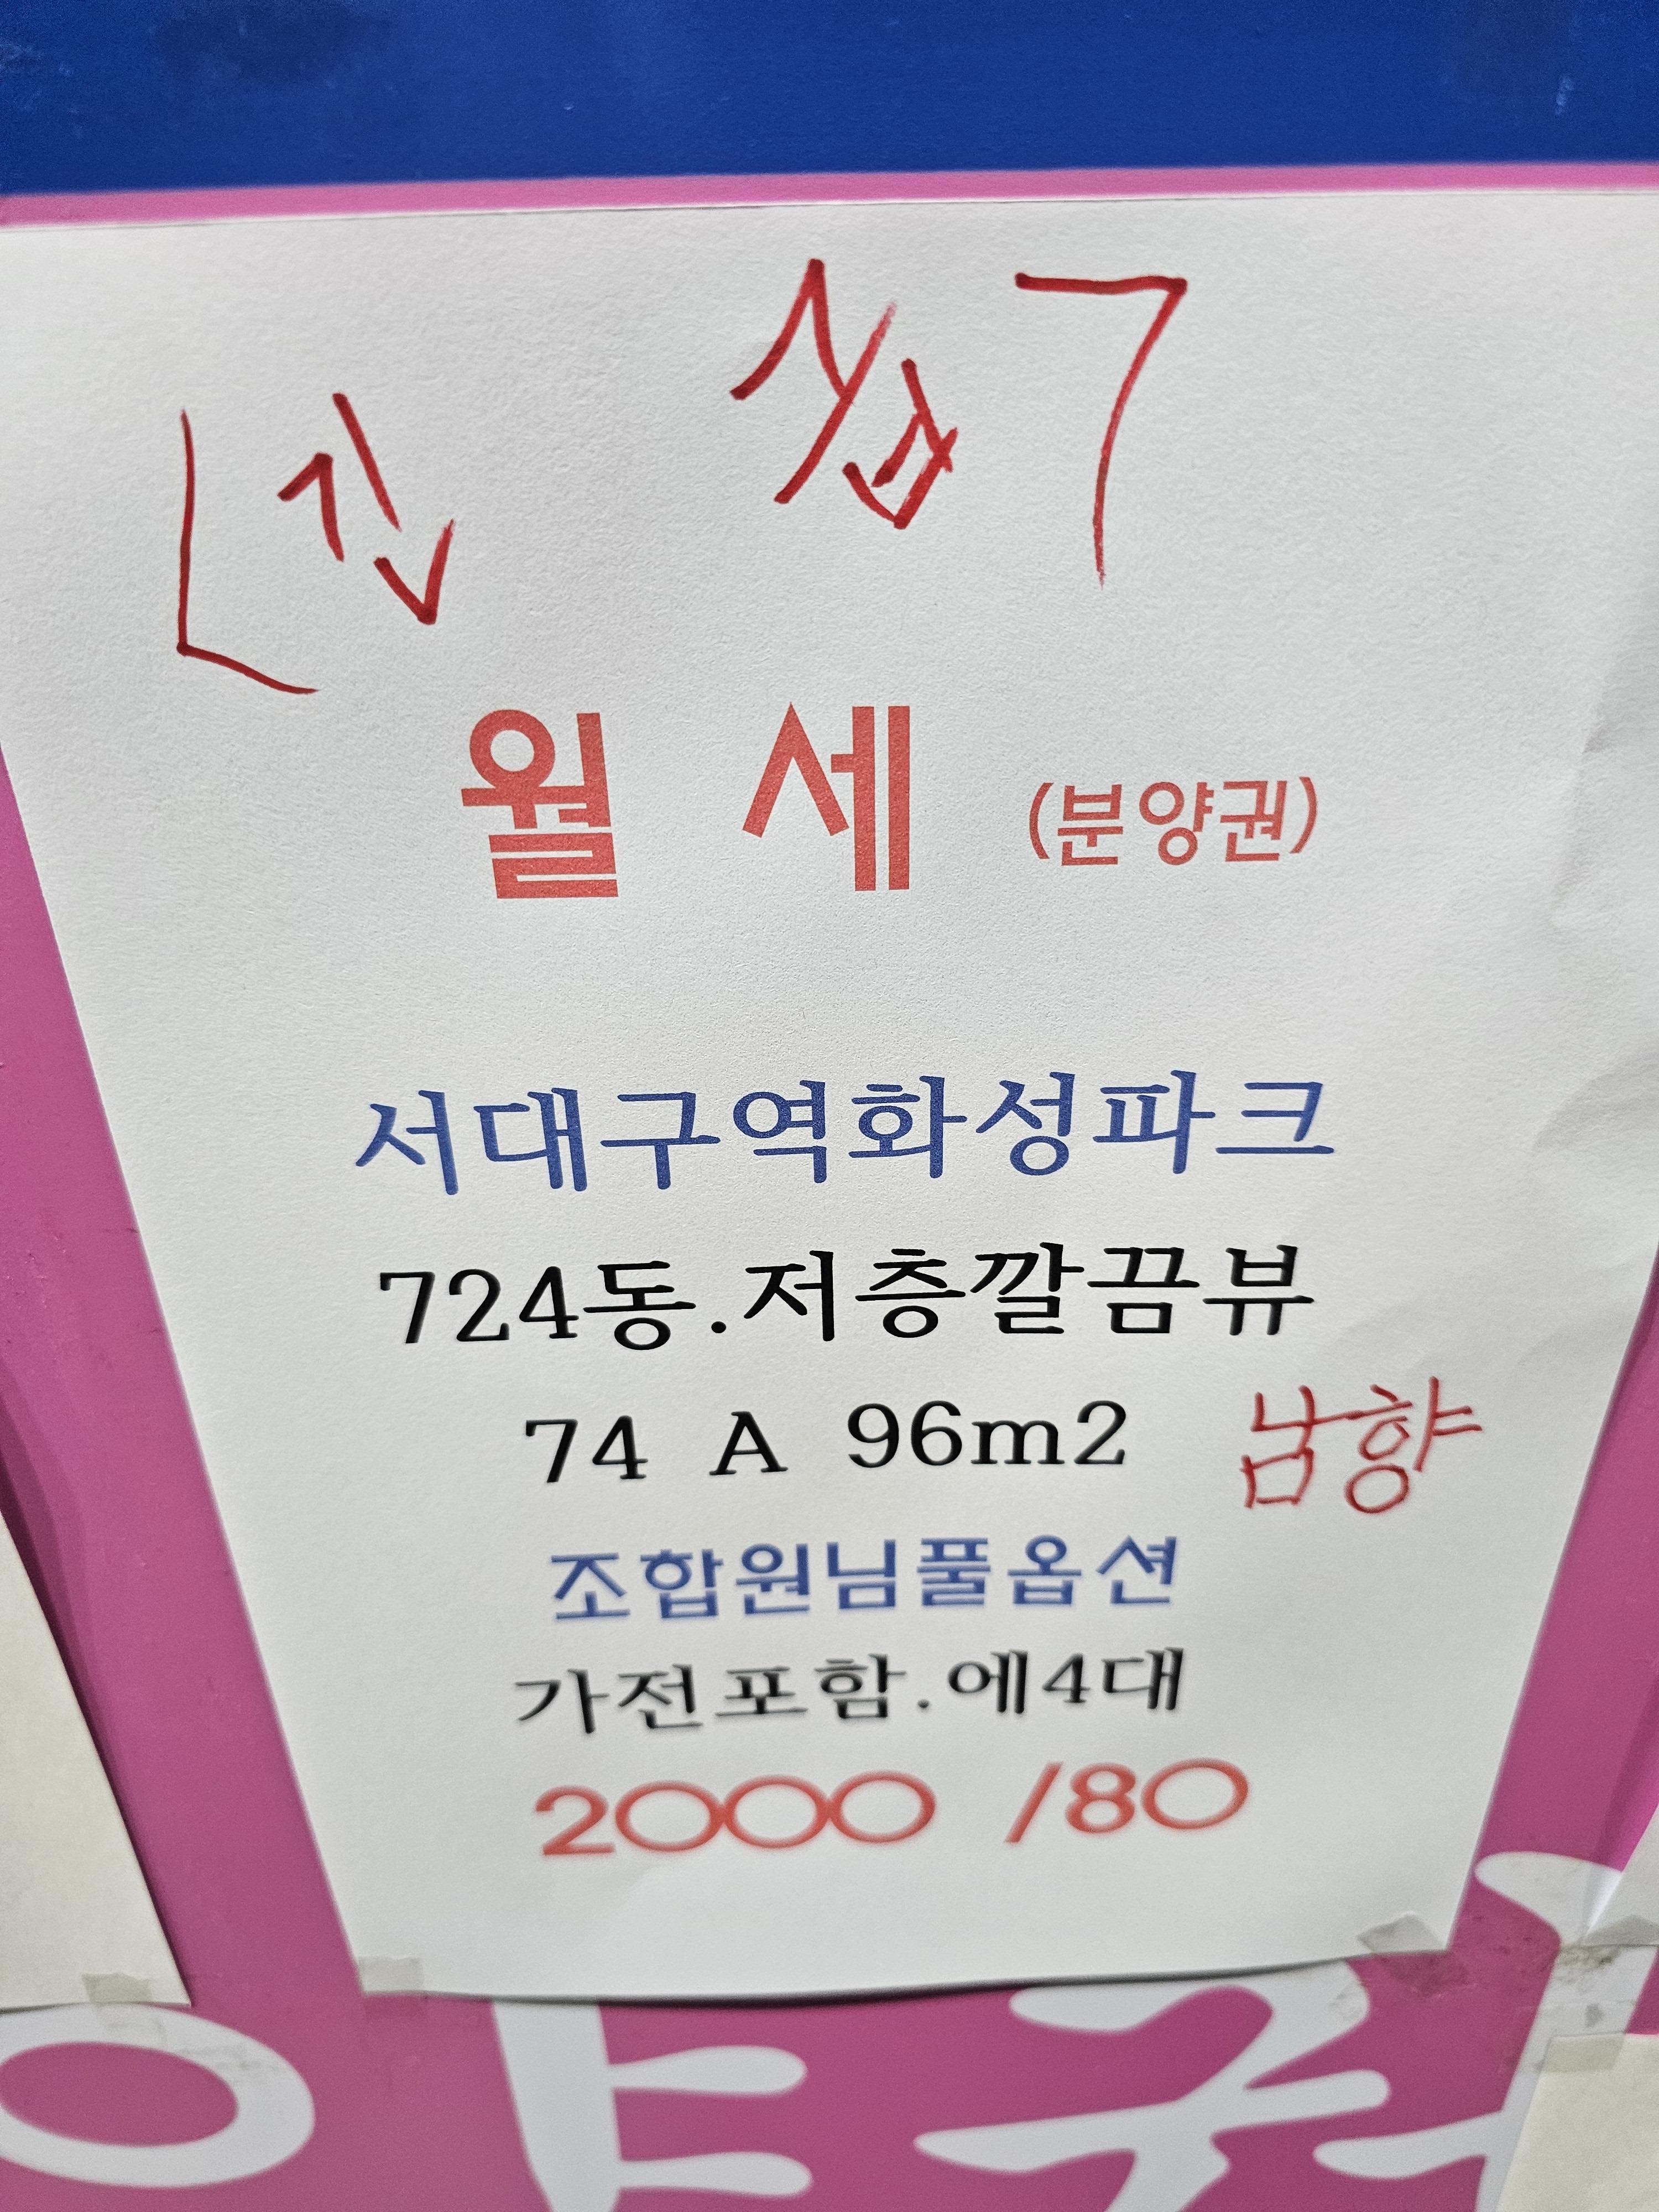 월 세 (분양권)
서대구역화성파크
724동.저층깔끔뷰
74 A 96m2 남향
조합원님풀옵션
가전포함.에4대
2000 /80